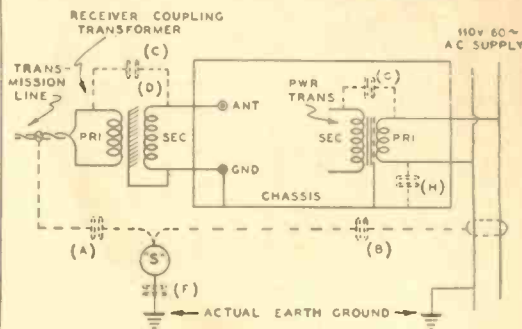 RECEIVER COUPLING
TRANSFORMER
110V 60~
AC SUPPLY
(C)
TRANS-
MISSION
LINE
(D)
PWR
TRANS
(G)
ANT
PRI
SEC
SEC
PRI
GND
(H)
CHASSIS
(A)
(B)
"S"
(F)
ACTUAL EARTH GROUND